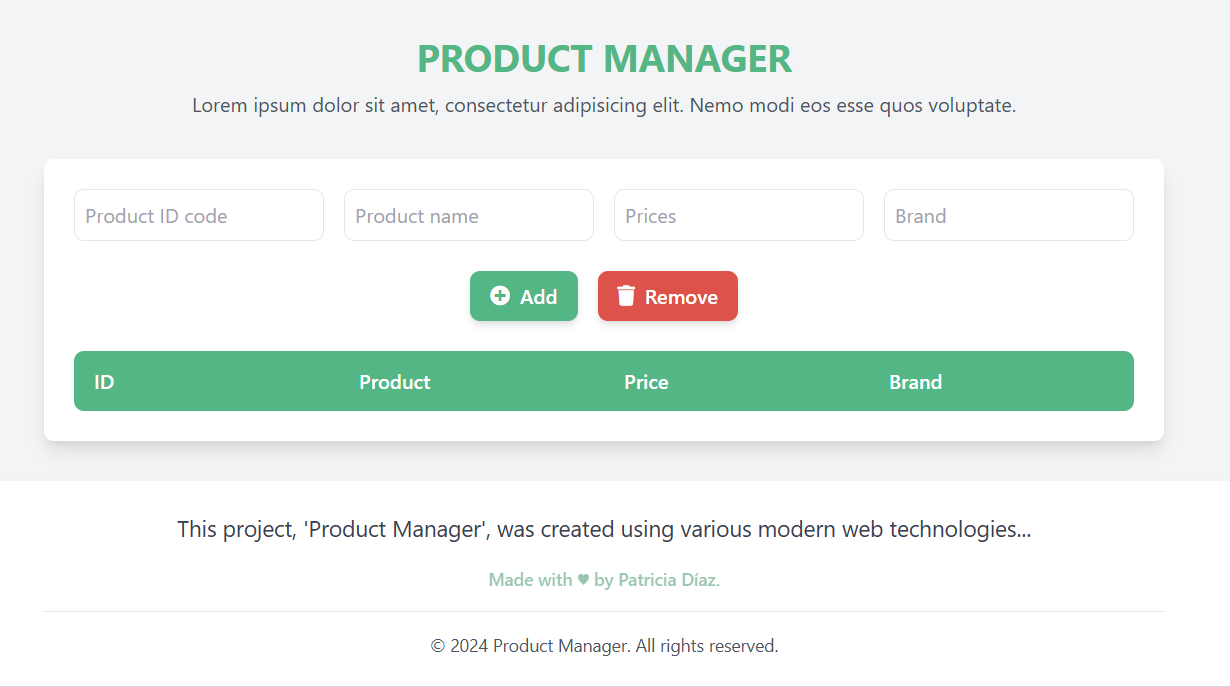 PRODUCT MANAGER
Lorem ipsum dolor sit amet, consectetur adipisicing elit. Nemo modi eos esse quos voluptate.
Product ID code Product name Prices Brand
Add Remove
ID Product Price Brand
This project, 'Product Manager', was created using various modern web technologies...
Made with ♥ by Patricia Díaz.
© 2024 Product Manager. All rights reserved.